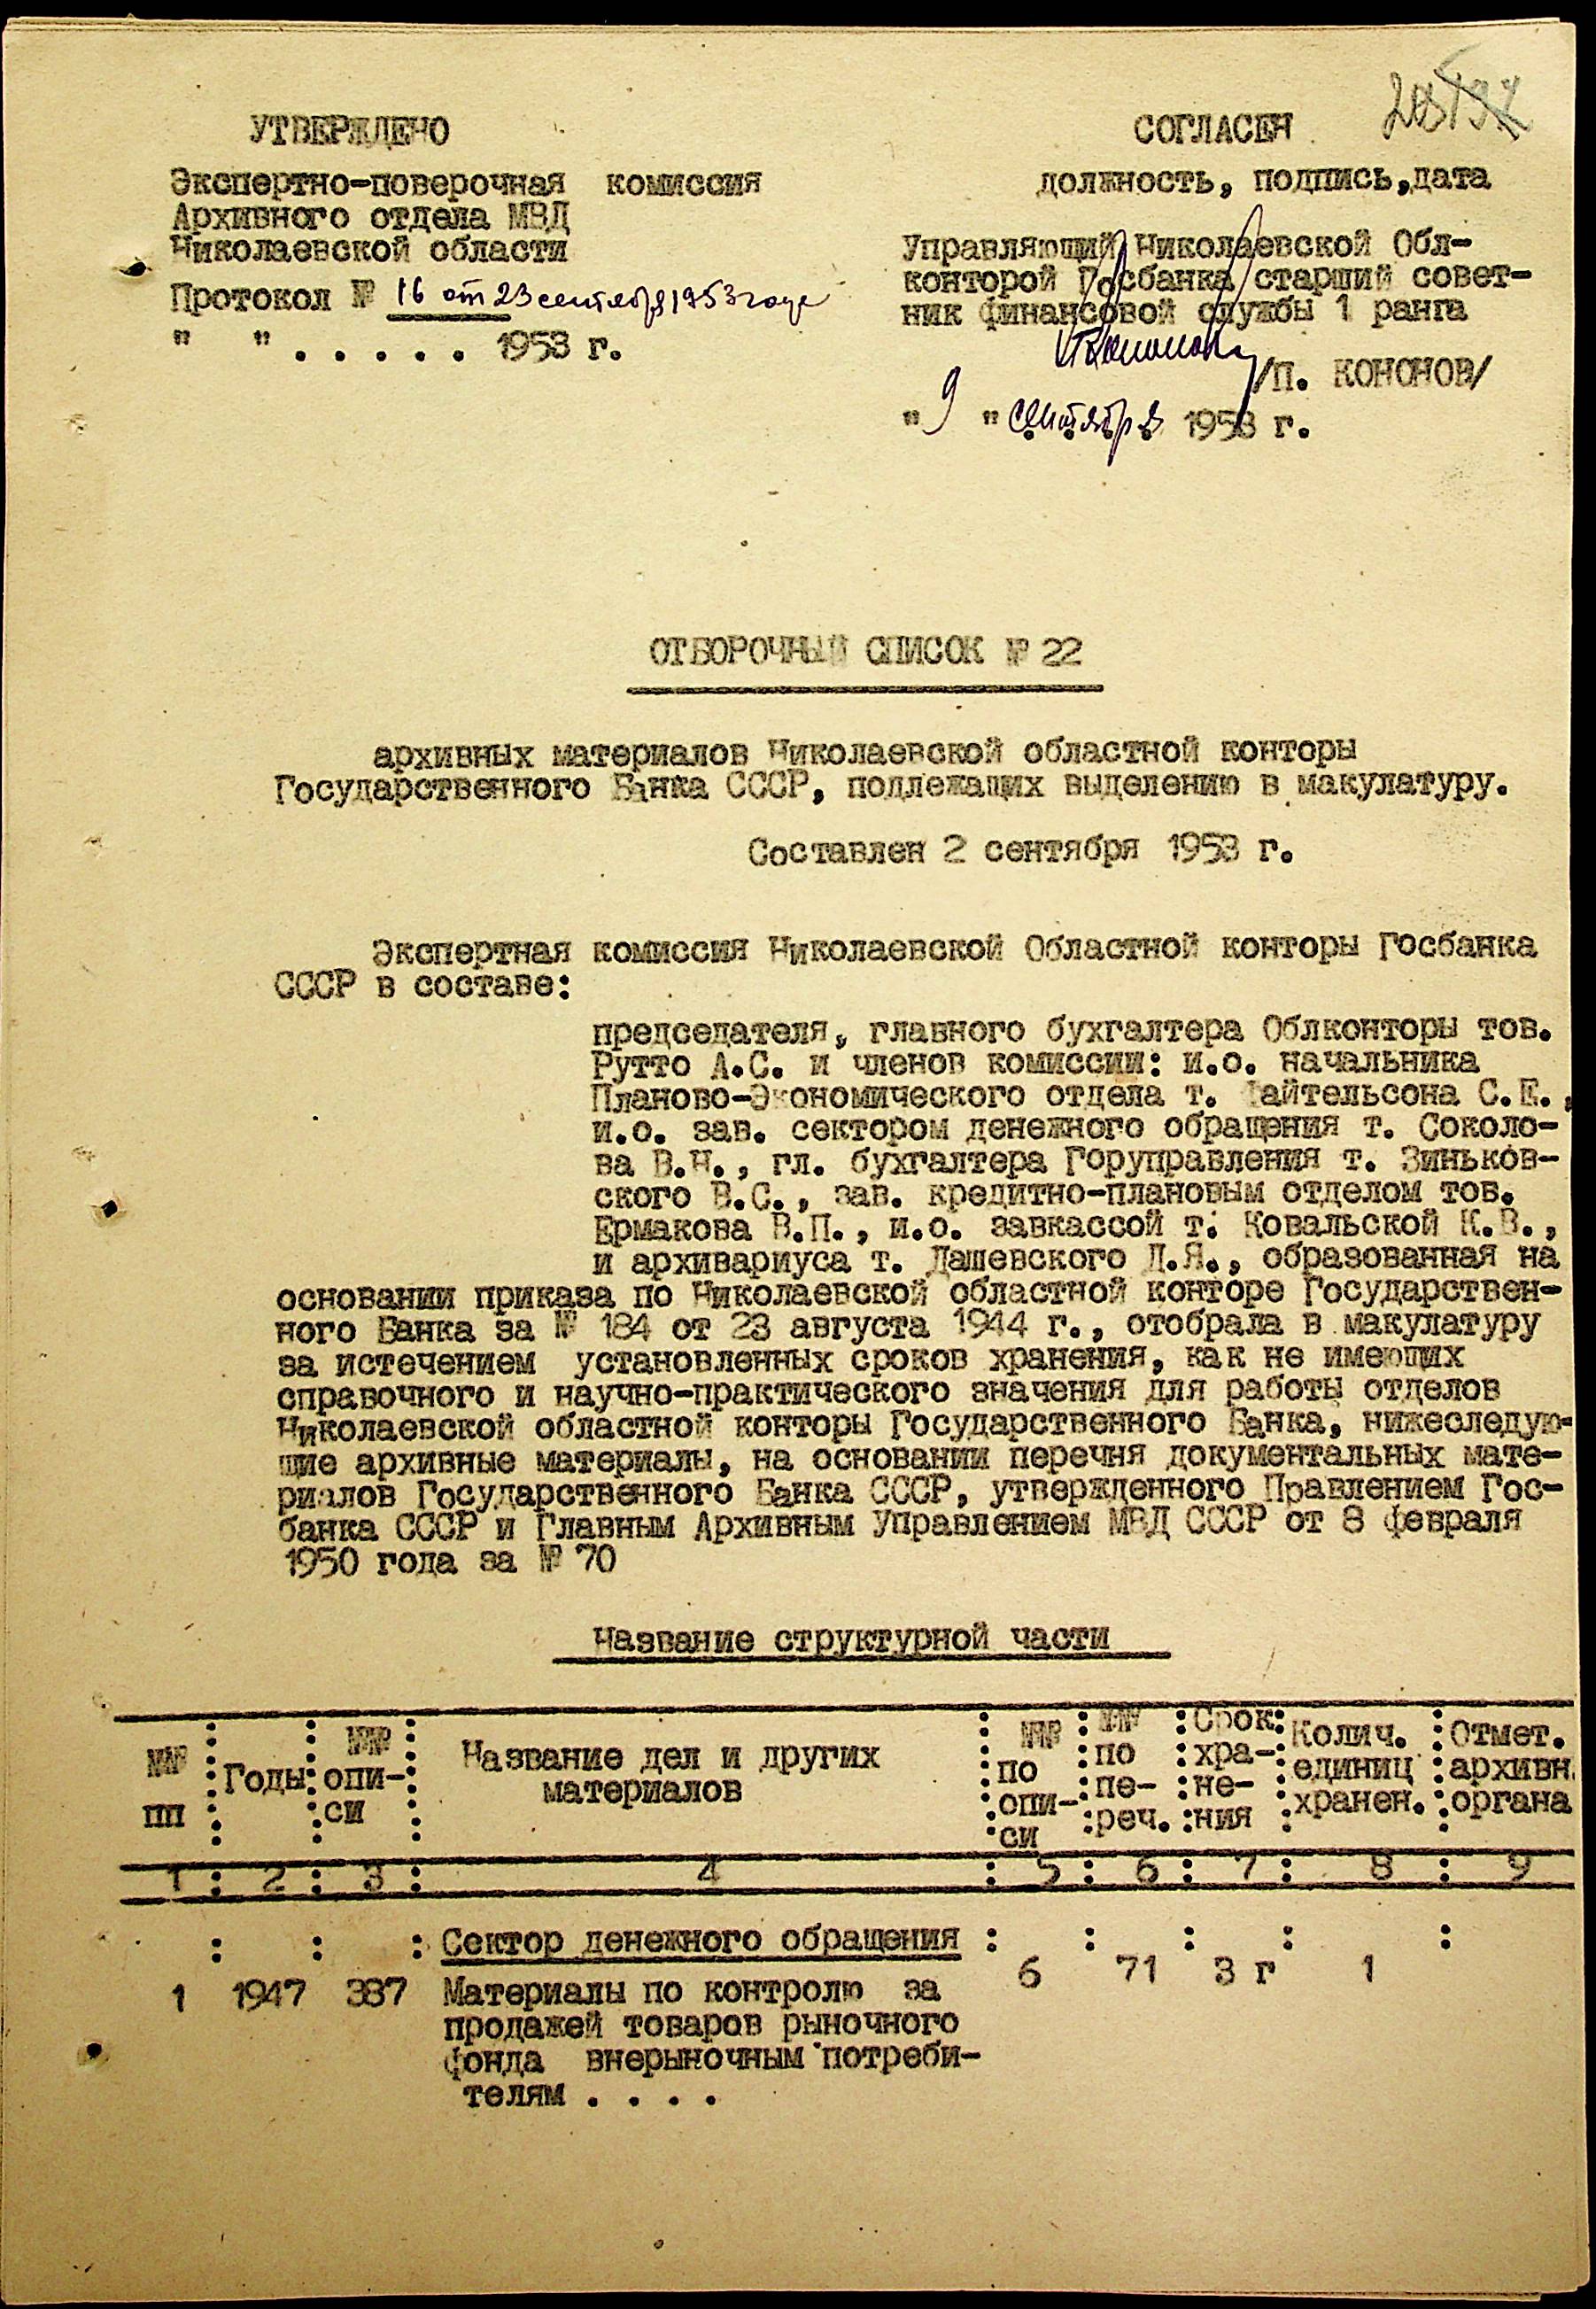 УТВЕРЖДЕНО
Экспертно-поверочная комиссия
Архивного отдела МВД
Николаевской области
Протокол № 16 от 23 сентября 1953 года
" " . . . . . 1953 г.
СОГЛАСЕН
должность, подпись, дата
Управляющий Николаевской Обл-
конторой Госбанка старший совет-
ник финансовой службы 1 ранга
/П. КОНОНОВ/
" 9 " сентября 1953 г.
ОТБОРОЧНЫЙ СПИСОК № 22
архивных материалов Николаевской областной конторы
Государственного Банка СССР, подлежащих выделению в макулатуру.
Составлен 2 сентября 1953 г.
Экспертная комиссия Николаевской Областной конторы Госбанка
СССР в составе:
председателя, главного бухгалтера Облконторы тов.
Рутто А.С. и членов комиссии: и.о. начальника
Планово-Экономического отдела т. Файтельсона С.Е.,
и.о. зав. сектором денежного обращения т. Соколо-
ва В.Н., гл. бухгалтера Горуправления т. Зиньков-
ского В.С., зав. кредитно-плановым отделом тов.
Ермакова В.П., и.о. завкассой т. Ковальской К.В.,
и архивариуса т. Дашевского Д.Я., образованная на
основании приказа по Николаевской областной конторе Государствен-
ного Банка за № 184 от 23 августа 1944 г., отобрала в макулатуру
за истечением установленных сроков хранения, как не имеющих
справочного и научно-практического значения для работы отделов
Николаевской областной конторы Государственного Банка, нижеследую-
щие архивные материалы, на основании перечня документальных мате-
риалов Государственного Банка СССР, утвержденного Правлением Гос-
банка СССР и Главным Архивным Управлением МВД СССР от 8 февраля
1950 года за № 70
Название структурной части
№№ пп : Годы : №№ опи-си : Название дел и других материалов : №№ по опи-си : №№ по пе-реч. : Срок хра-не-ния : Колич. единиц хранен. : Отмет. архивн. органа
1 : 2 : 3 : 4 : 5 : 6 : 7 : 8 : 9
: : : Сектор денежного обращения : : : : :
1 1947 387 Материалы по контролю за 6 71 3 г 1
продажей товаров рыночного
фонда внерыночным потреби-
телям . . . .